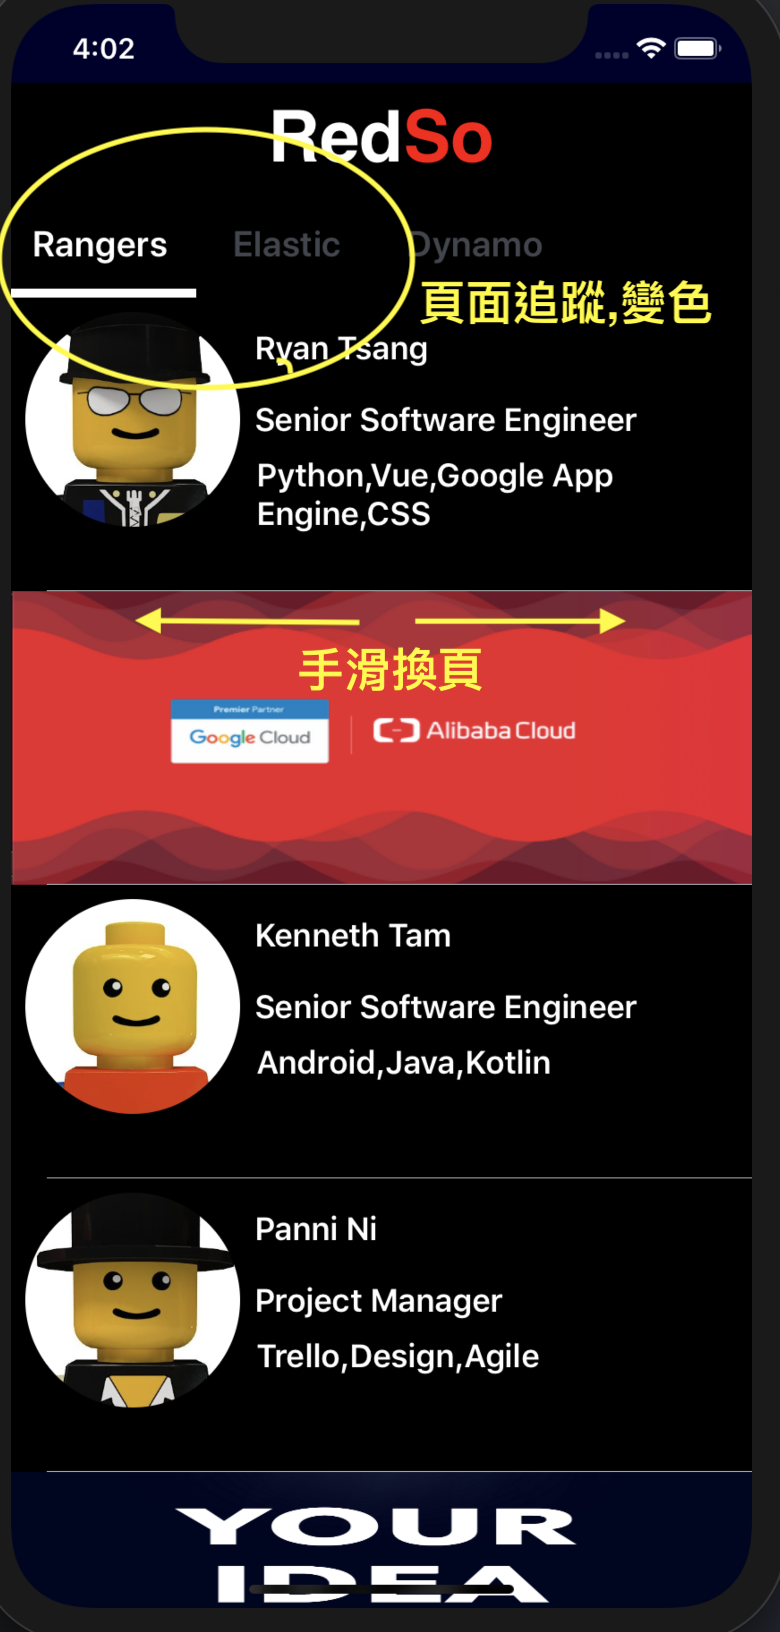 4:02
RedSo
Rangers Elastic Dynamo
頁面追蹤,變色
Ryan Tsang
Senior Software Engineer
Python,Vue,Google App
Engine,CSS
手滑換頁
Premier Partner
Google Cloud
Alibaba Cloud
Kenneth Tam
Senior Software Engineer
Android,Java,Kotlin
Panni Ni
Project Manager
Trello,Design,Agile
YOUR
IDEA